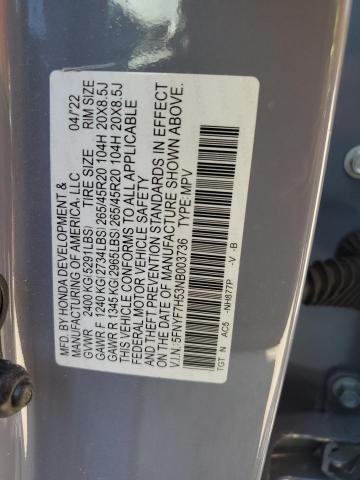 MFD. BY HONDA DEVELOPMENT & 04/22
MANUFACTURING OF AMERICA, LLC
GVWR 2400 KG(5291LBS) TIRE SIZE RIM SIZE
GAWR F 1240 KG(2734LBS) 265/45R20 104H 20X8.5J
GAWR R 1345 KG(2965LBS) 265/45R20 104H 20X8.5J
THIS VEHICLE CONFORMS TO ALL APPLICABLE
FEDERAL MOTOR VEHICLE SAFETY
AND THEFT PREVENTION STANDARDS IN EFFECT
ON THE DATE OF MANUFACTURE SHOWN ABOVE.
V.I.N.: 5FNYF7H53NB003736 TYPE:MPV
TGT N AC5 -NH877P -V -B